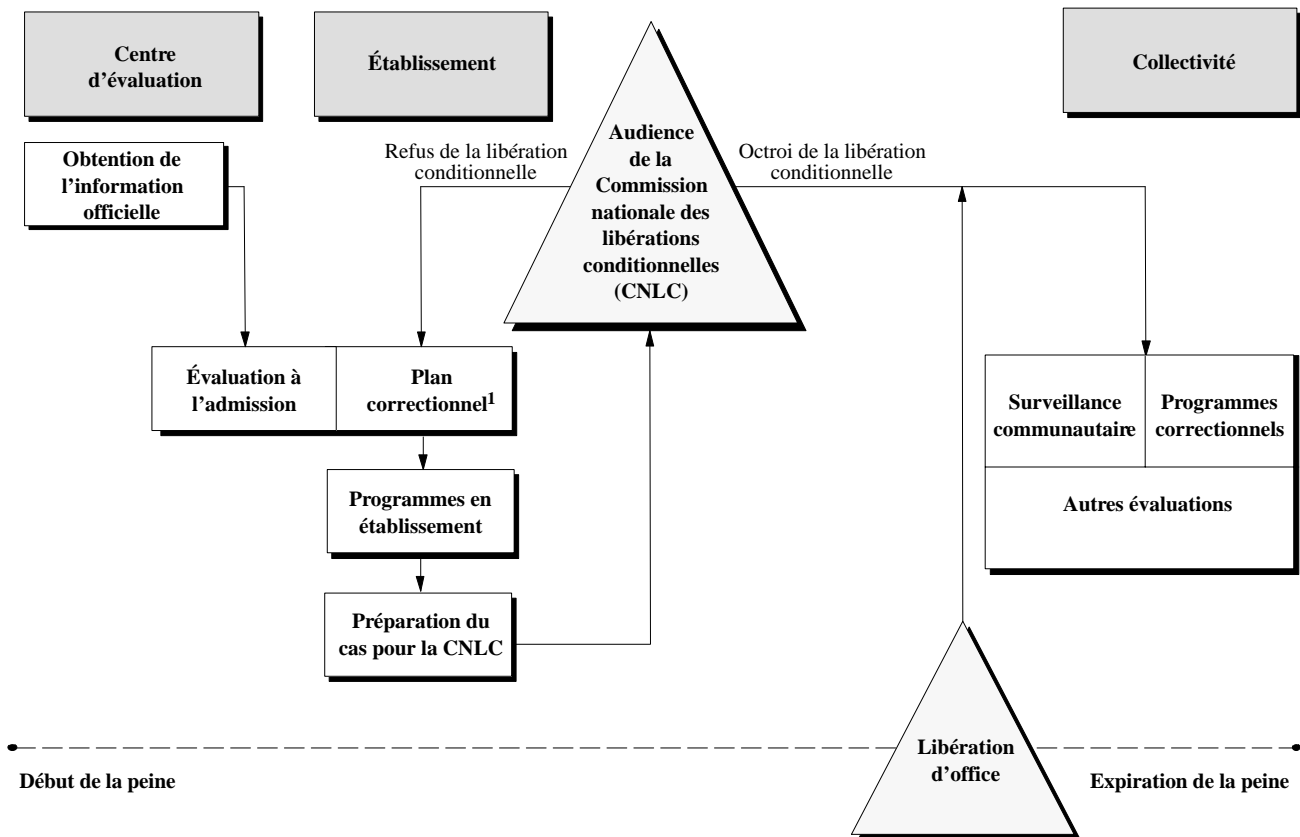 Centre
d'évaluation
Établissement
Collectivité
Obtention de
l'information
officielle
Refus de la libération
conditionnelle
Audience
de la
Commission
nationale des
libérations
conditionnelles
(CNLC)
Octroi de la libération
conditionnelle
Évaluation à
l'admission
Plan
correctionnel1
Surveillance
communautaire
Programmes
correctionnels
Autres évaluations
Programmes en
établissement
Préparation du
cas pour la CNLC
Libération
d'office
Début de la peine
Expiration de la peine